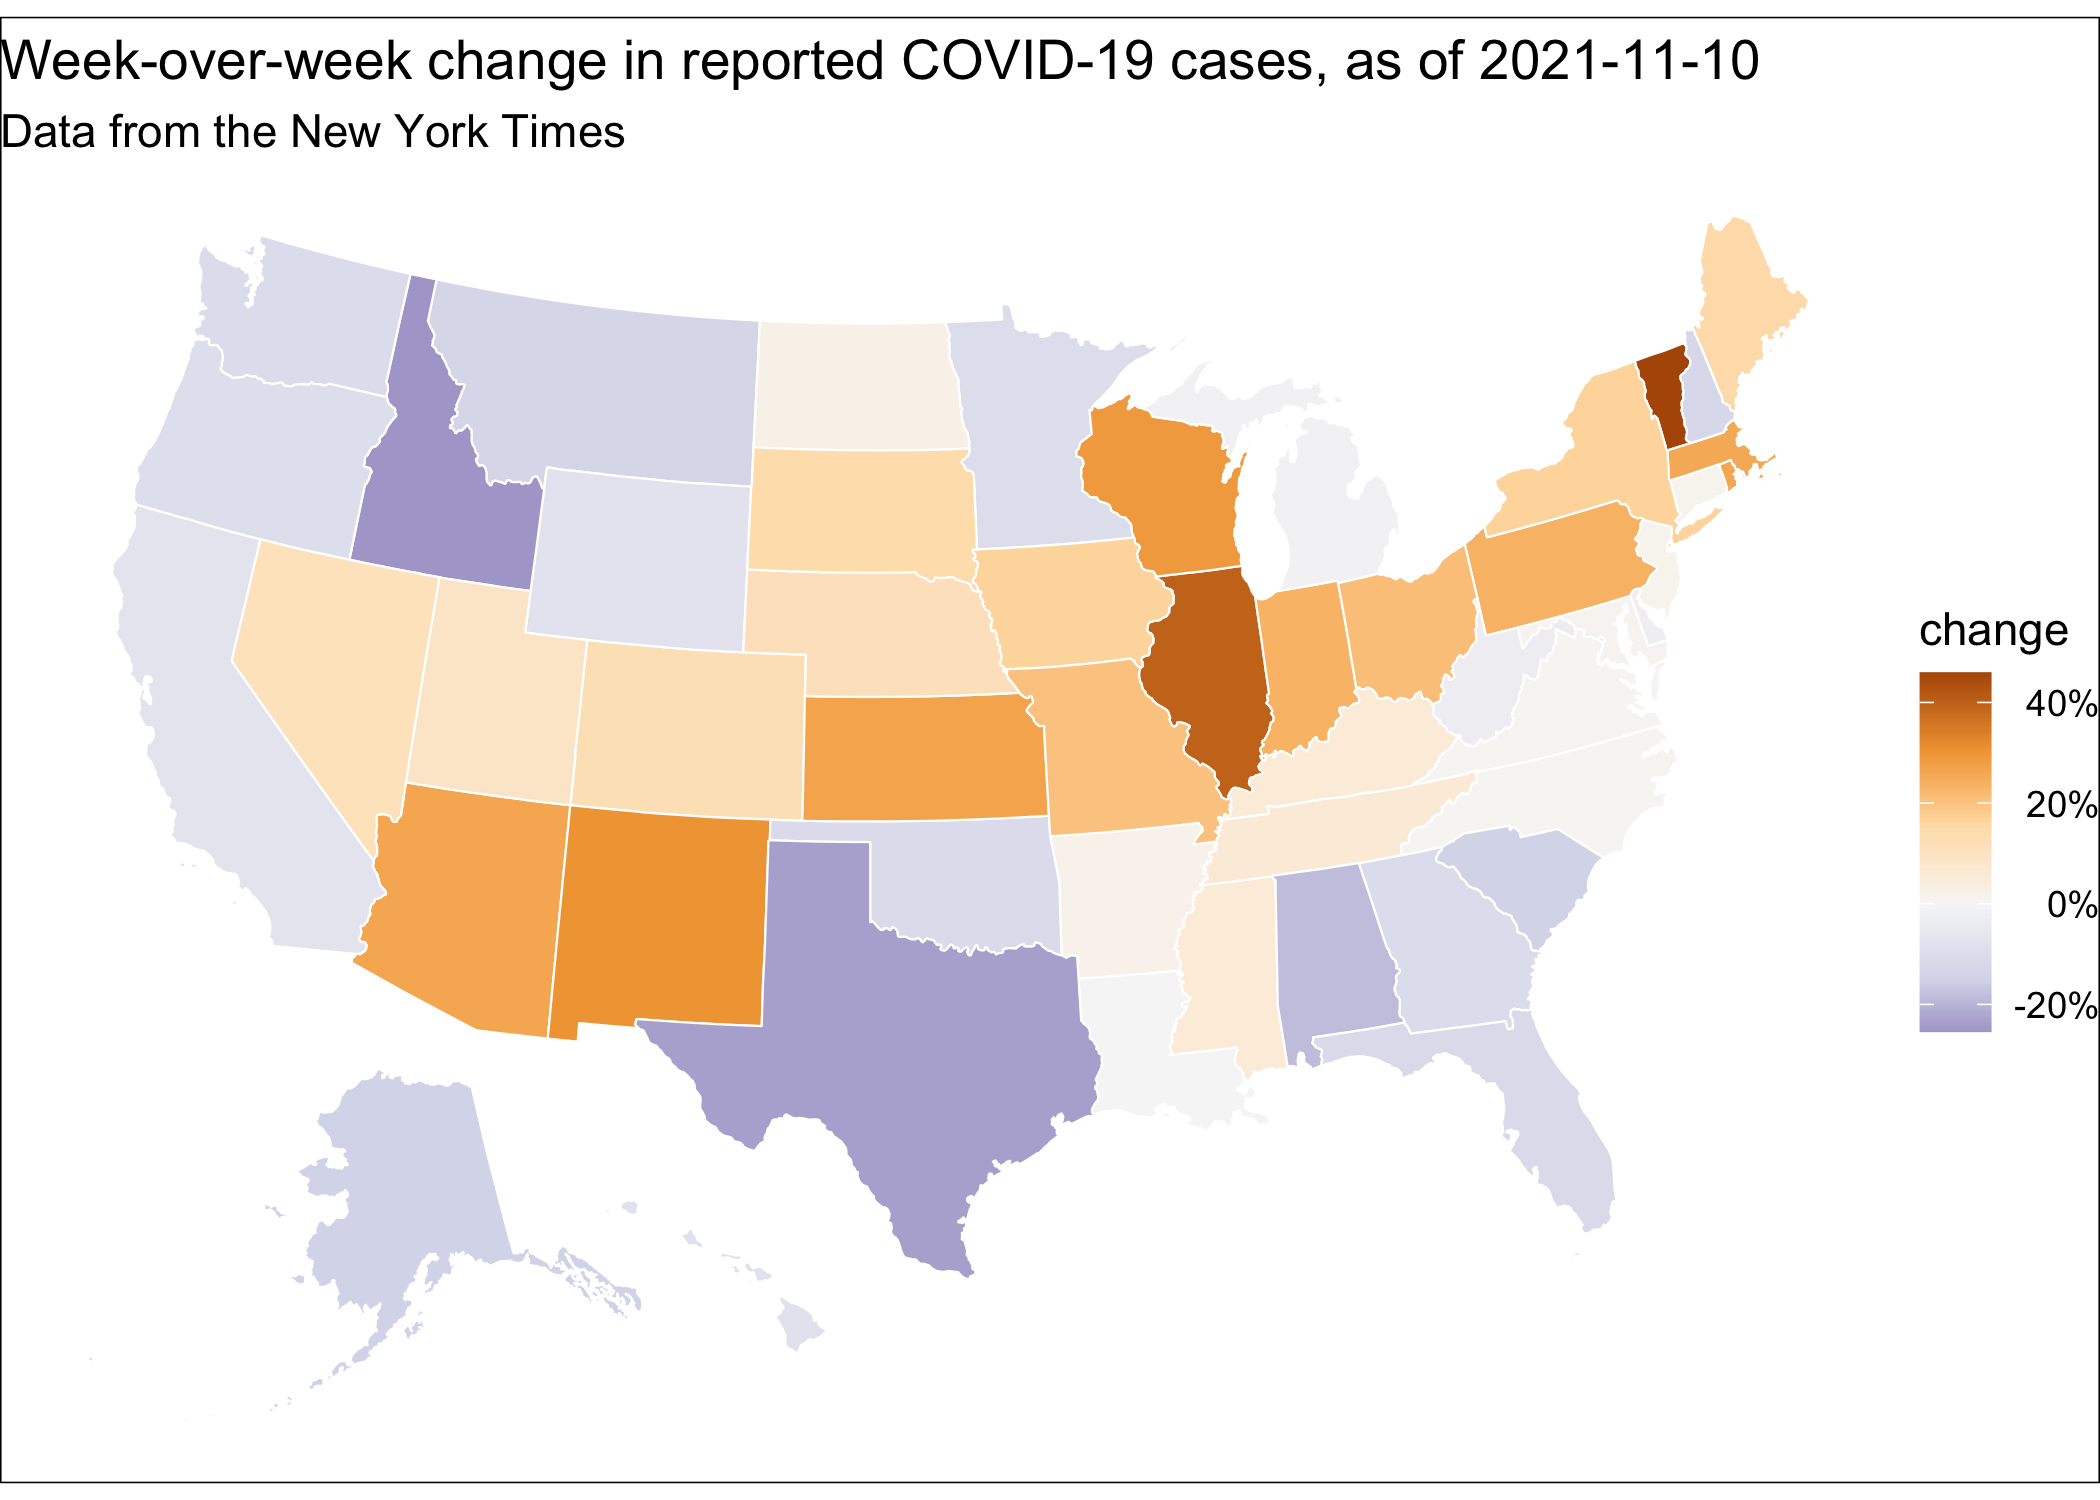 Week-over-week change in reported COVID-19 cases, as of 2021-11-10
Data from the New York Times
change
40%
20%
0%
-20%